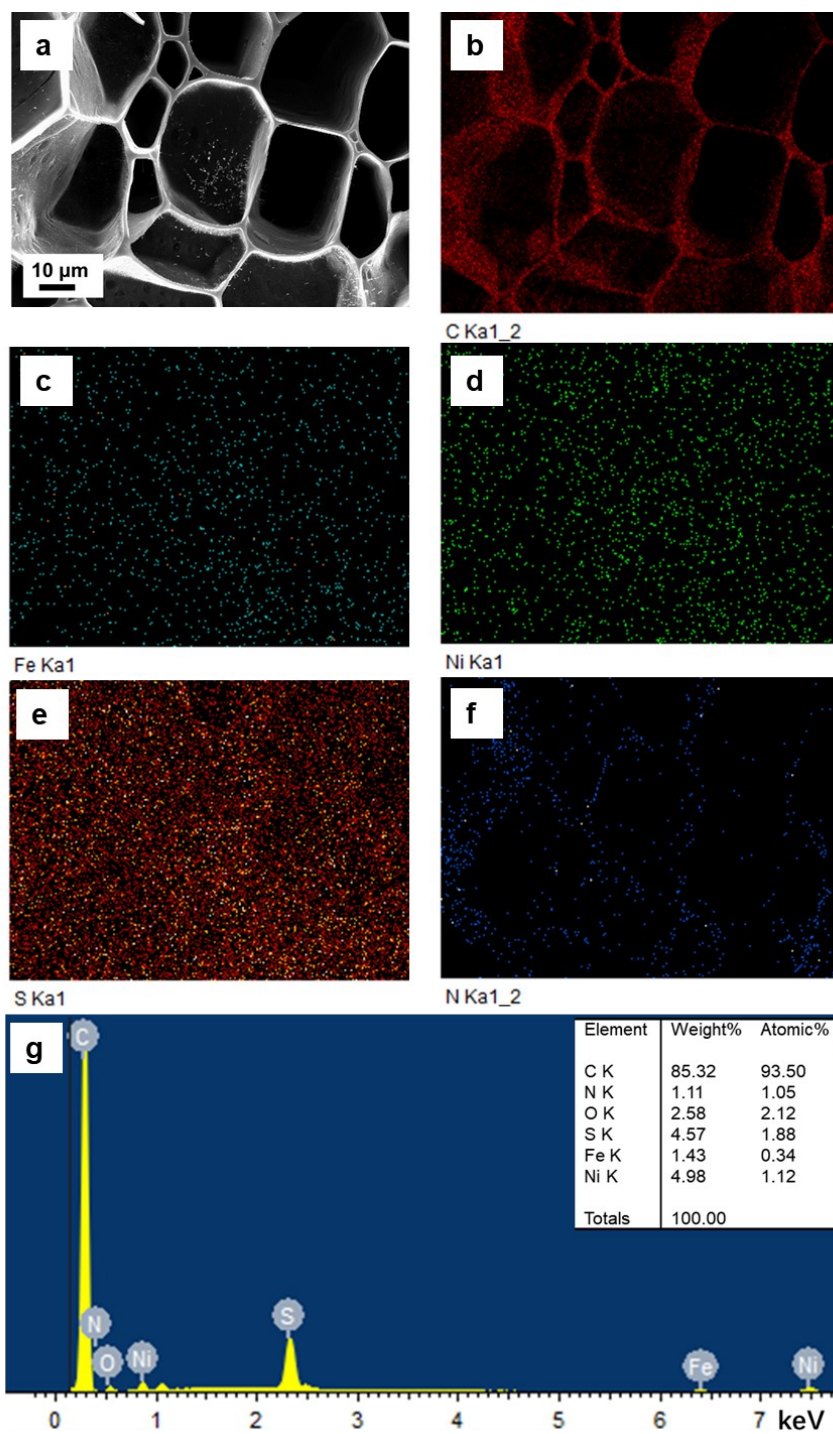 a
b
10 µm
C Ka1_2
c
d
Fe Ka1
Ni Ka1
e
f
S Ka1
N Ka1_2
g
Element Weight% Atomic%
C K 85.32 93.50
N K 1.11 1.05
O K 2.58 2.12
S K 4.57 1.88
Fe K 1.43 0.34
Ni K 4.98 1.12
Totals 100.00
C
N
O
Ni
S
Fe
Ni
0 1 2 3 4 5 6 7 keV